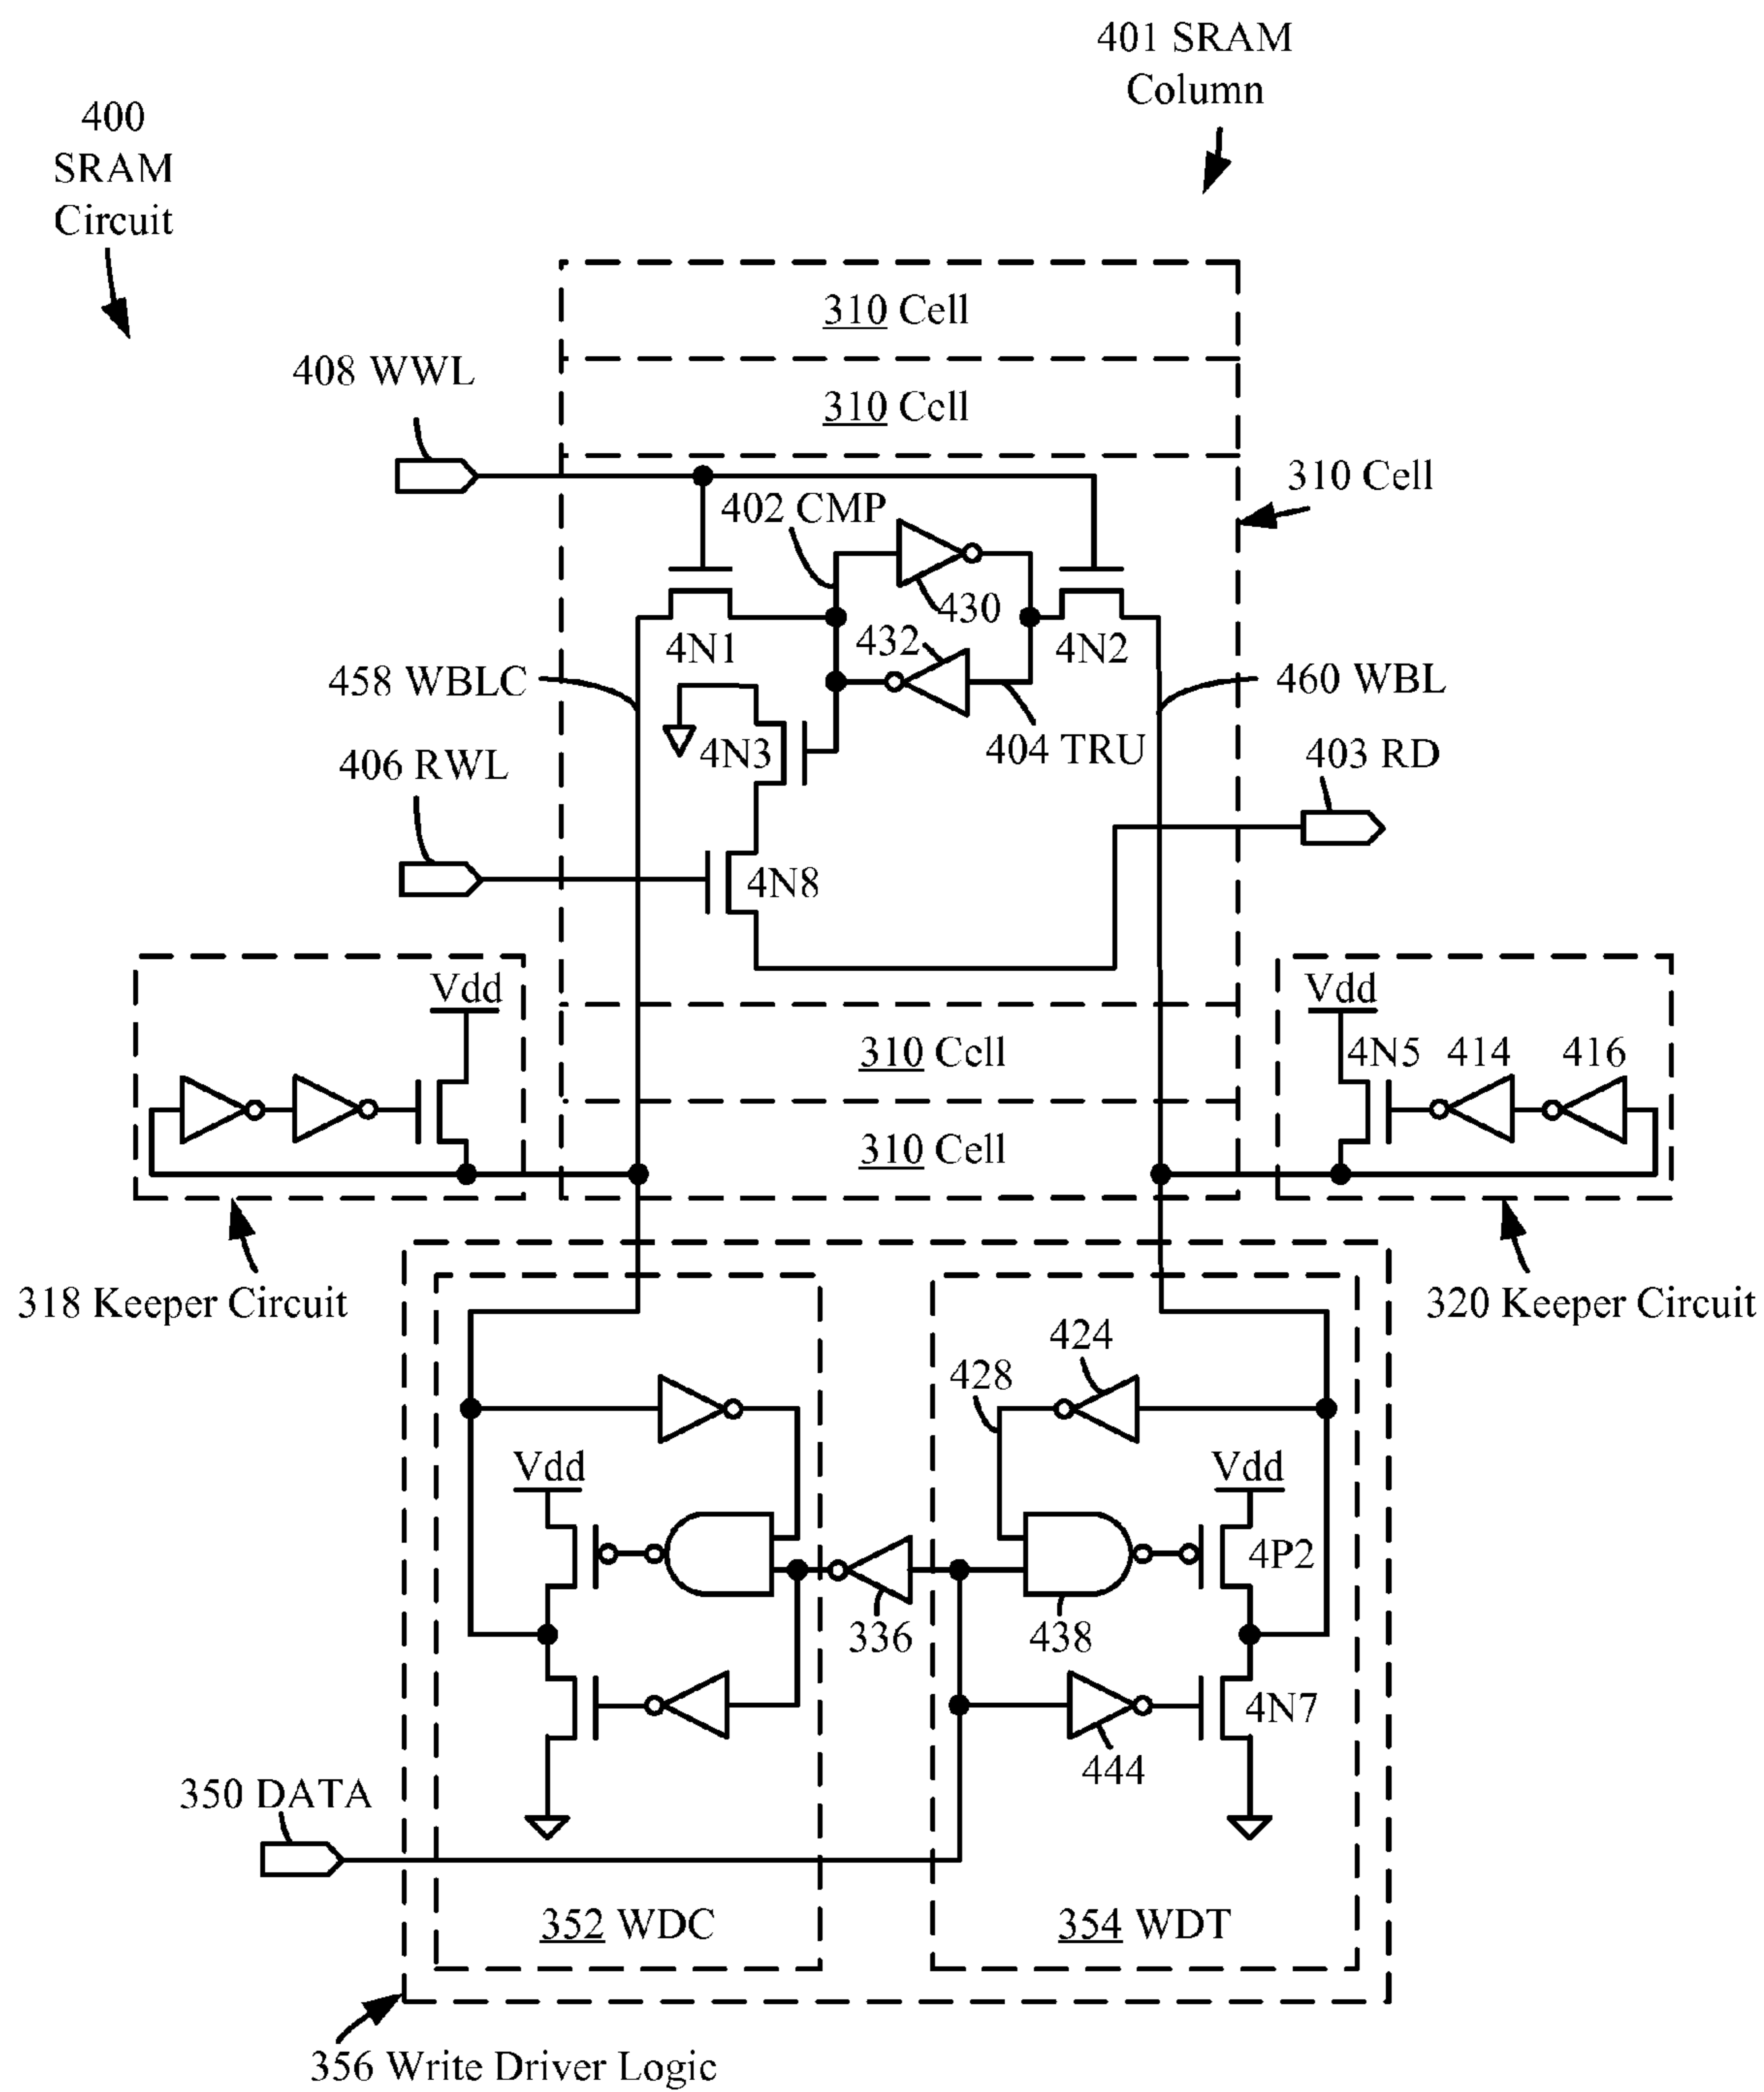 401 SRAM
Column
400
SRAM
Circuit
310 Cell
408 WWL
310 Cell
310 Cell
402 CMP
430
4N1
432
4N2
458 WBLC
460 WBL
4N3
404 TRU
403 RD
406 RWL
4N8
Vdd
Vdd
310 Cell
4N5
414
416
310 Cell
318 Keeper Circuit
320 Keeper Circuit
424
428
Vdd
Vdd
4P2
336
438
4N7
444
350 DATA
352 WDC
354 WDT
356 Write Driver Logic